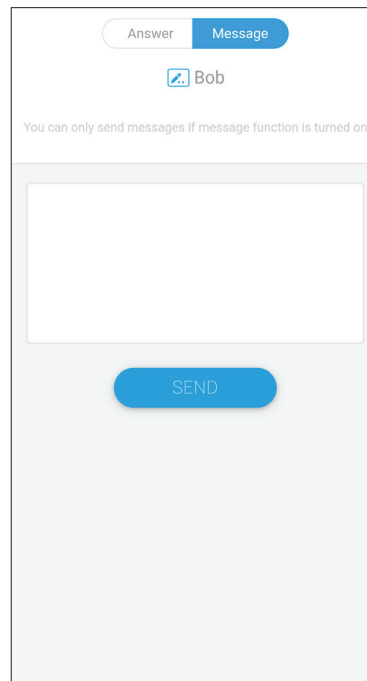 Answer Message
Bob
You can only send messages if message function is turned on
SEND